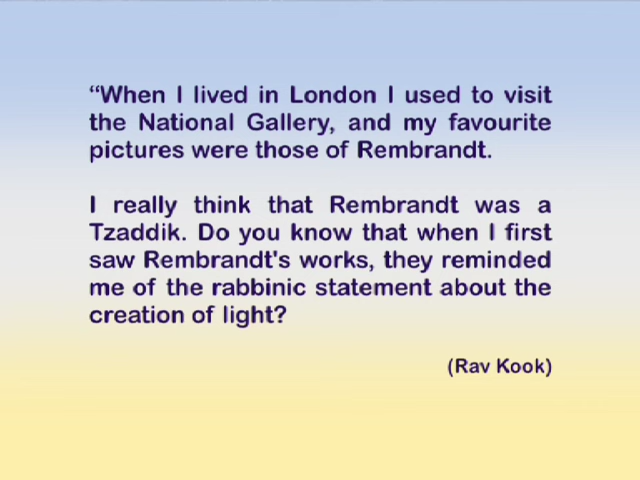 “When I lived in London I used to visit
the National Gallery, and my favourite
pictures were those of Rembrandt.
I really think that Rembrandt was a
Tzaddik. Do you know that when I first
saw Rembrandt's works, they reminded
me of the rabbinic statement about the
creation of light?
(Rav Kook)